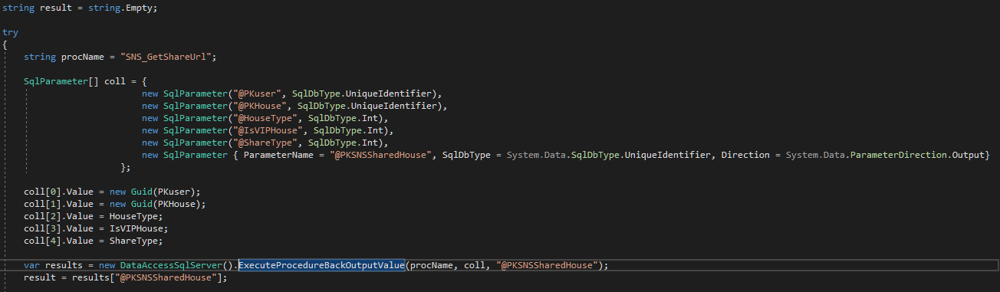 string result = string.Empty;
try
{
string procName = "SNS_GetShareUrl";
SqlParameter[] coll = {
new SqlParameter("@PKuser", SqlDbType.UniqueIdentifier),
new SqlParameter("@PKHouse", SqlDbType.UniqueIdentifier),
new SqlParameter("@HouseType", SqlDbType.Int),
new SqlParameter("@IsVIPHouse", SqlDbType.Int),
new SqlParameter("@ShareType", SqlDbType.Int),
new SqlParameter { ParameterName = "@PKSNSSharedHouse", SqlDbType = System.Data.SqlDbType.UniqueIdentifier, Direction = System.Data.ParameterDirection.Output}
};
coll[0].Value = new Guid(PKuser);
coll[1].Value = new Guid(PKHouse);
coll[2].Value = HouseType;
coll[3].Value = IsVIPHouse;
coll[4].Value = ShareType;
var results = new DataAccessSqlServer().ExecuteProcedureBackOutputValue(procName, coll, "@PKSNSSharedHouse");
result = results["@PKSNSSharedHouse"];